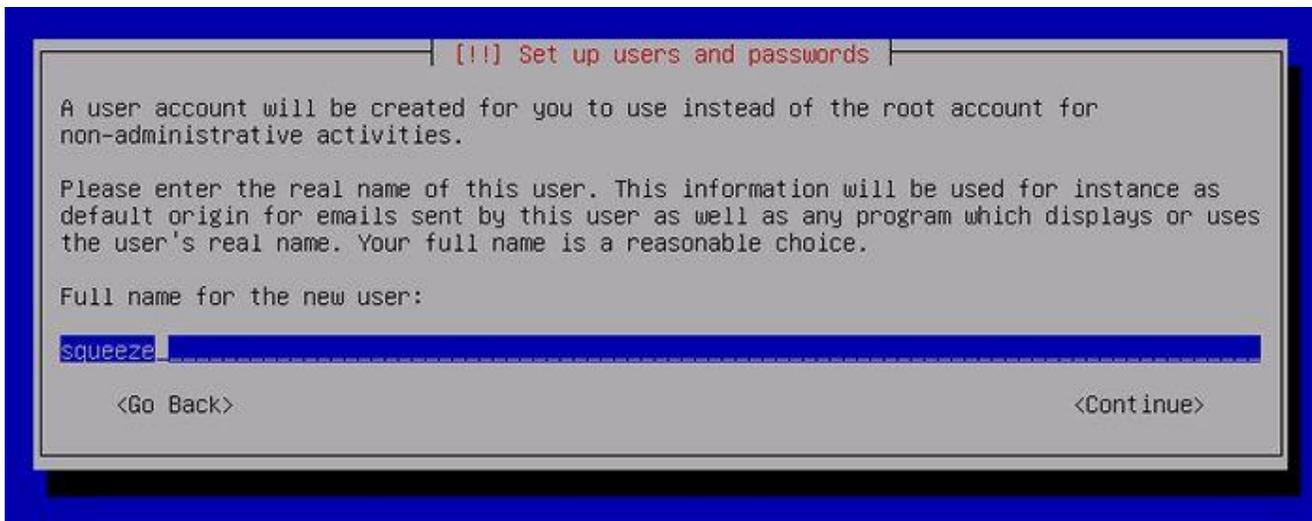 [!!] Set up users and passwords
A user account will be created for you to use instead of the root account for
non-administrative activities.
Please enter the real name of this user. This information will be used for instance as
default origin for emails sent by this user as well as any program which displays or uses
the user's real name. Your full name is a reasonable choice.
Full name for the new user:
squeeze
<Go Back> <Continue>